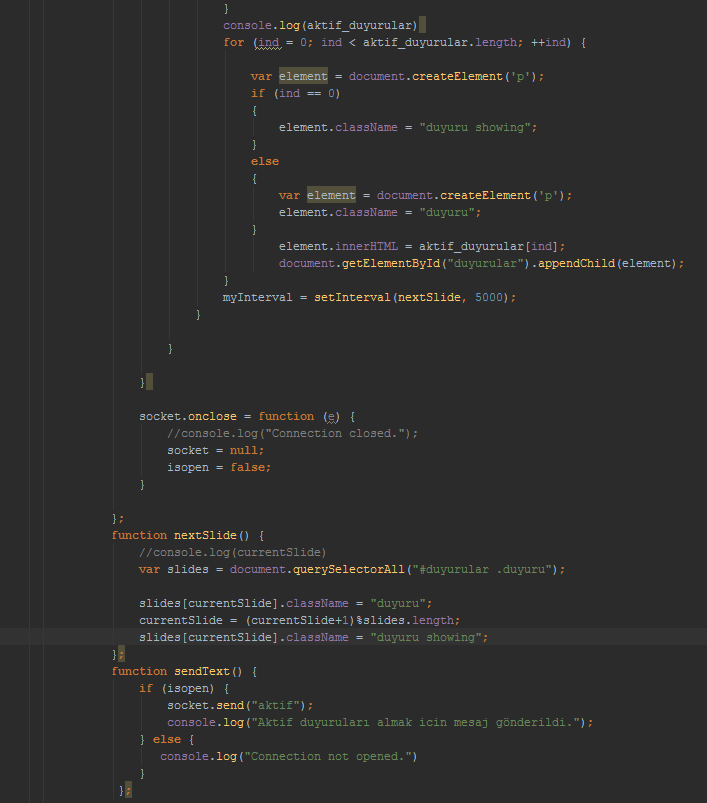 }
console.log(aktif_duyurular)
for (ind = 0; ind < aktif_duyurular.length; ++ind) {
var element = document.createElement('p');
if (ind == 0)
{
element.className = "duyuru showing";
}
else
{
var element = document.createElement('p');
element.className = "duyuru";
}
element.innerHTML = aktif_duyurular[ind];
document.getElementById("duyurular").appendChild(element);
}
myInterval = setInterval(nextSlide, 5000);
}
}
}
socket.onclose = function (e) {
//console.log("Connection closed.");
socket = null;
isopen = false;
}
};
function nextSlide() {
//console.log(currentSlide)
var slides = document.querySelectorAll("#duyurular .duyuru");
slides[currentSlide].className = "duyuru";
currentSlide = (currentSlide+1)%slides.length;
slides[currentSlide].className = "duyuru showing";
};
function sendText() {
if (isopen) {
socket.send("aktif");
console.log("Aktif duyuruları almak icin mesaj gönderildi.");
} else {
console.log("Connection not opened.")
}
};